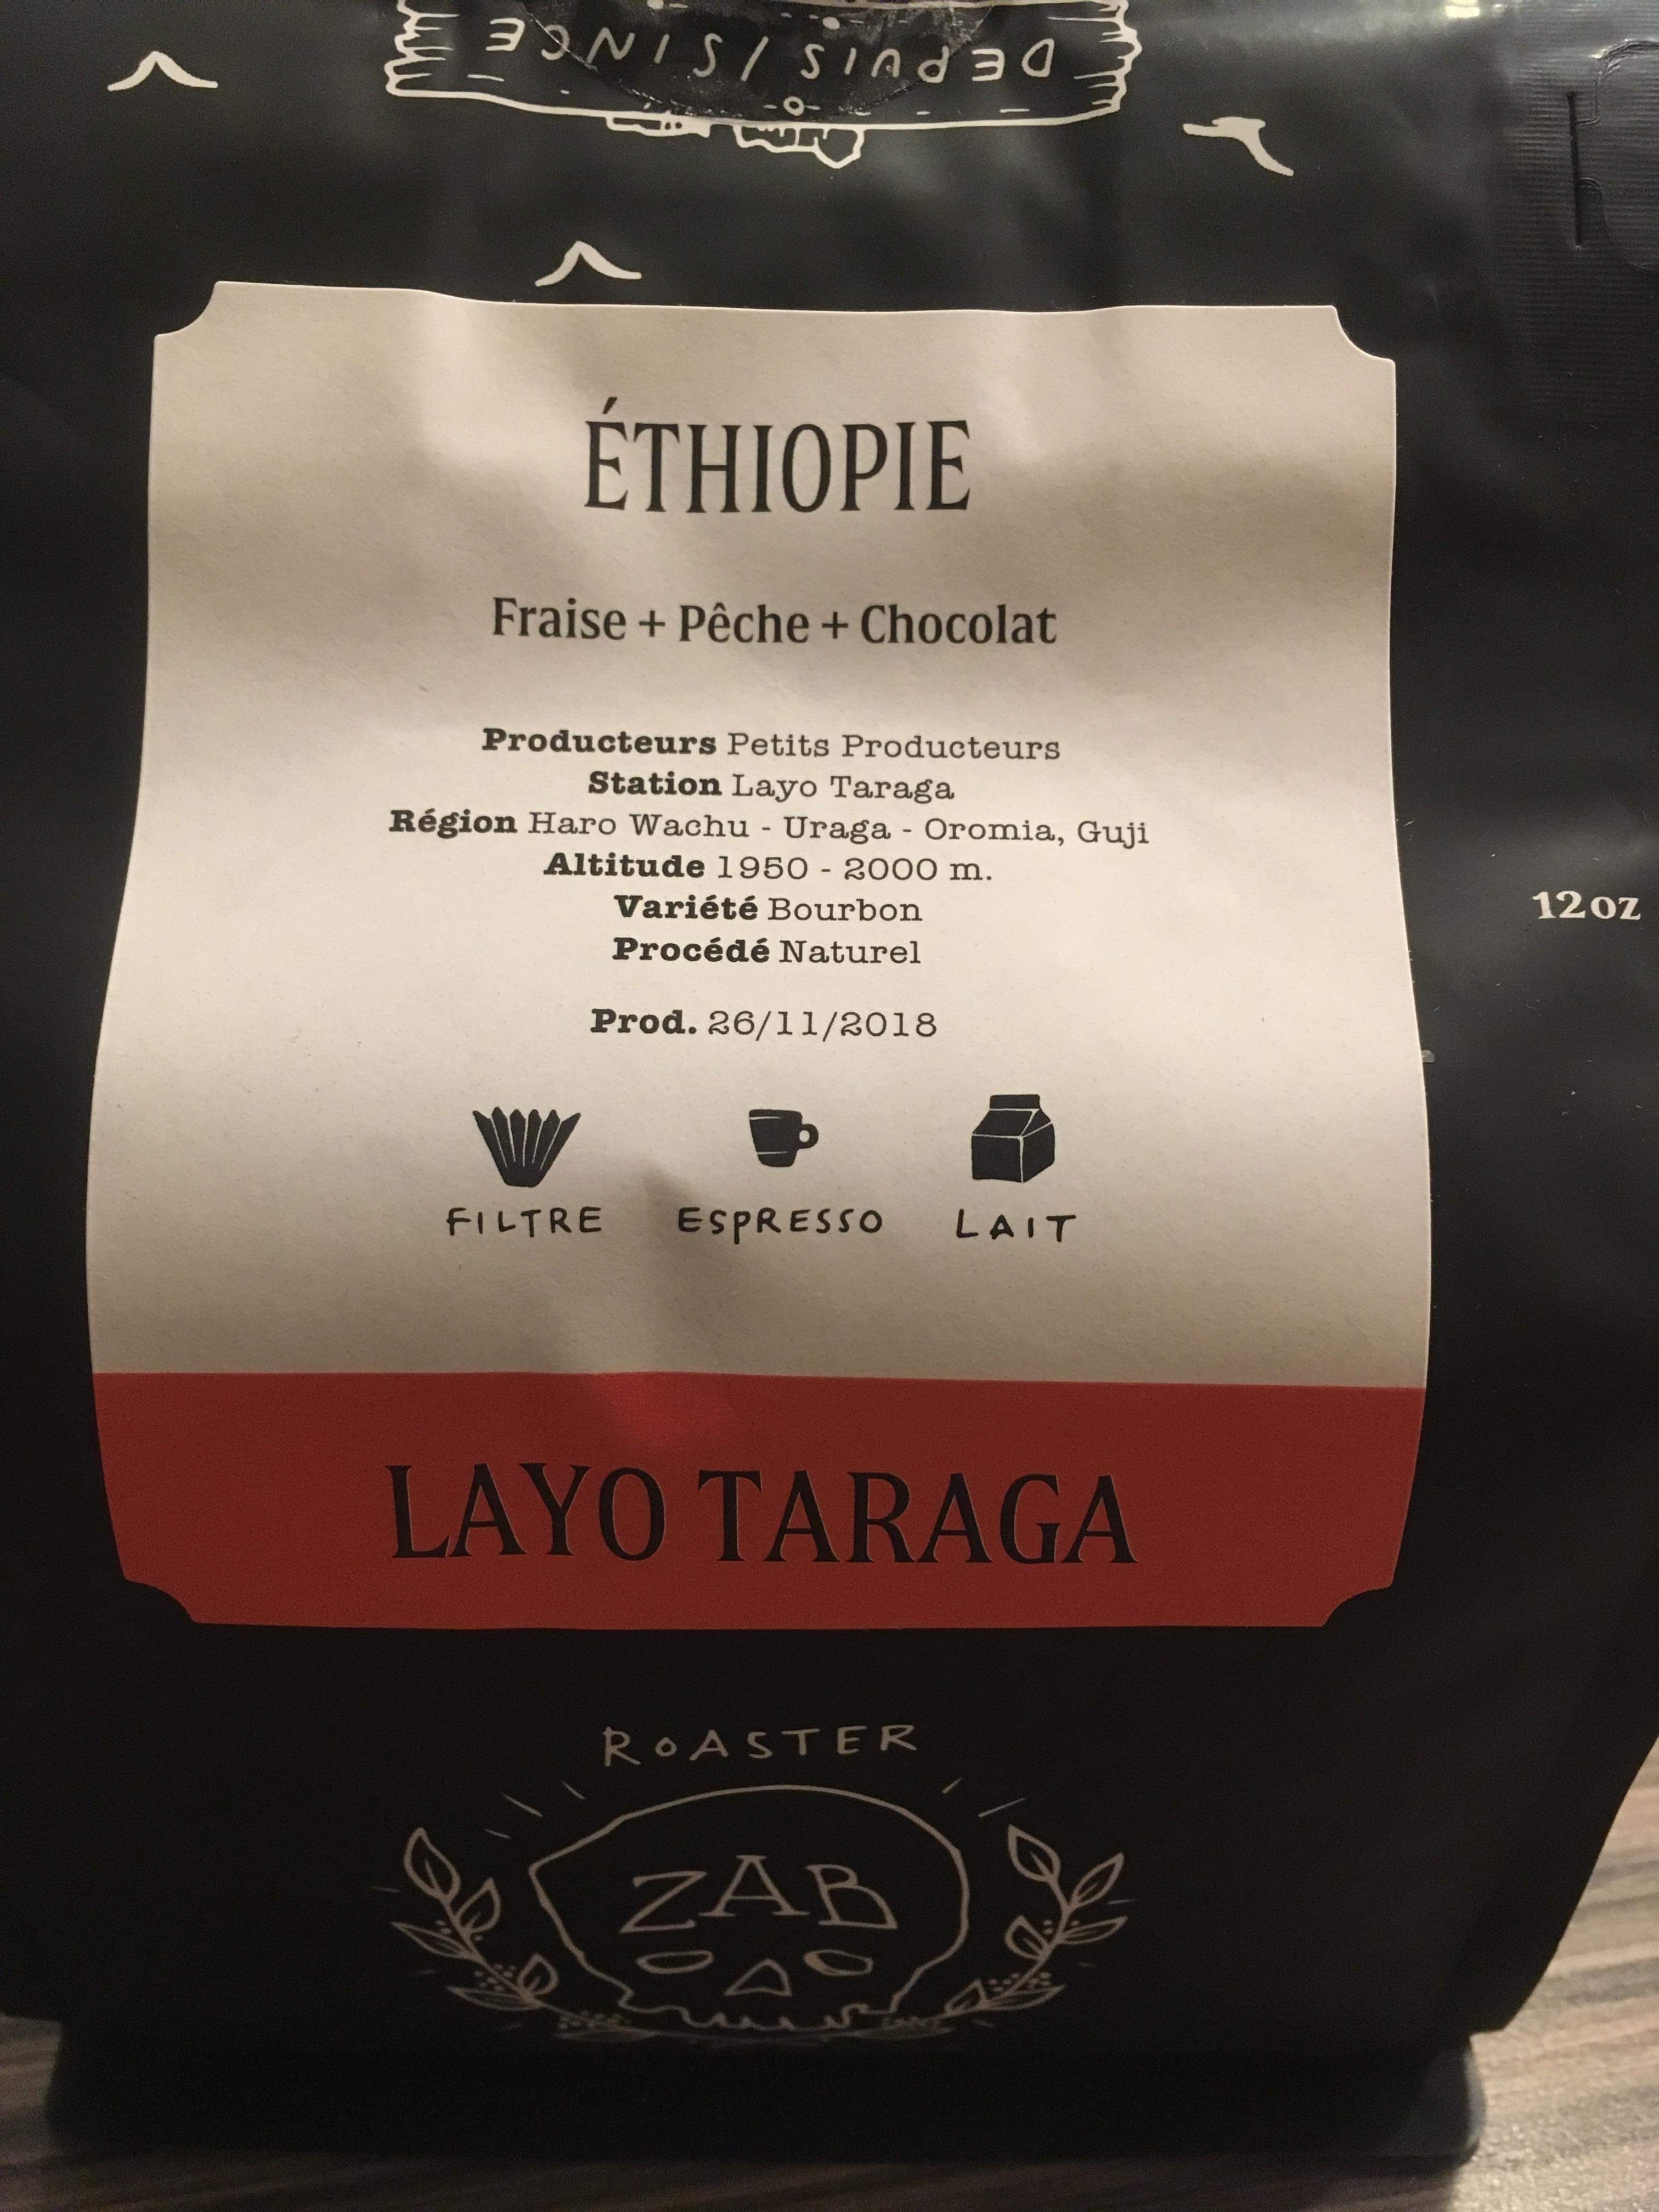 DEPUIS / SINCE
ÉTHIOPIE
Fraise + Pêche + Chocolat
Producteurs Petits Producteurs
Station Layo Taraga
Région Haro Wachu - Uraga - Oromia, Guji
Altitude 1950 - 2000 m.
Variété Bourbon
Procédé Naturel
Prod. 26/11/2018
12oz
FILTRE ESPRESSO LAIT
LAYO TARAGA
ROASTER
ZAB